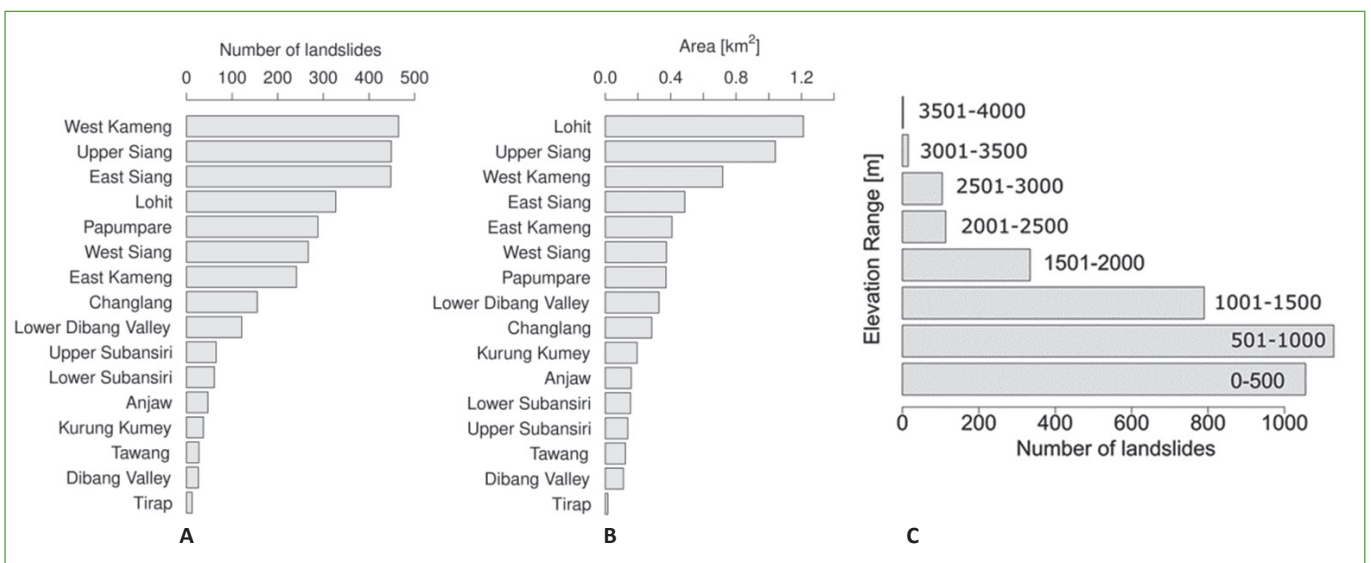 Number of landslides
0 100 200 300 400 500
West Kameng
Upper Siang
East Siang
Lohit
Papumpare
West Siang
East Kameng
Changlang
Lower Dibang Valley
Upper Subansiri
Lower Subansiri
Anjaw
Kurung Kumey
Tawang
Dibang Valley
Tirap
A
Area [km²]
0.0 0.4 0.8 1.2
Lohit
Upper Siang
West Kameng
East Siang
East Kameng
West Siang
Papumpare
Lower Dibang Valley
Changlang
Kurung Kumey
Anjaw
Lower Subansiri
Upper Subansiri
Tawang
Dibang Valley
Tirap
B
Elevation Range [m]
3501-4000
3001-3500
2501-3000
2001-2500
1501-2000
1001-1500
501-1000
0-500
0 200 400 600 800 1000
Number of landslides
C